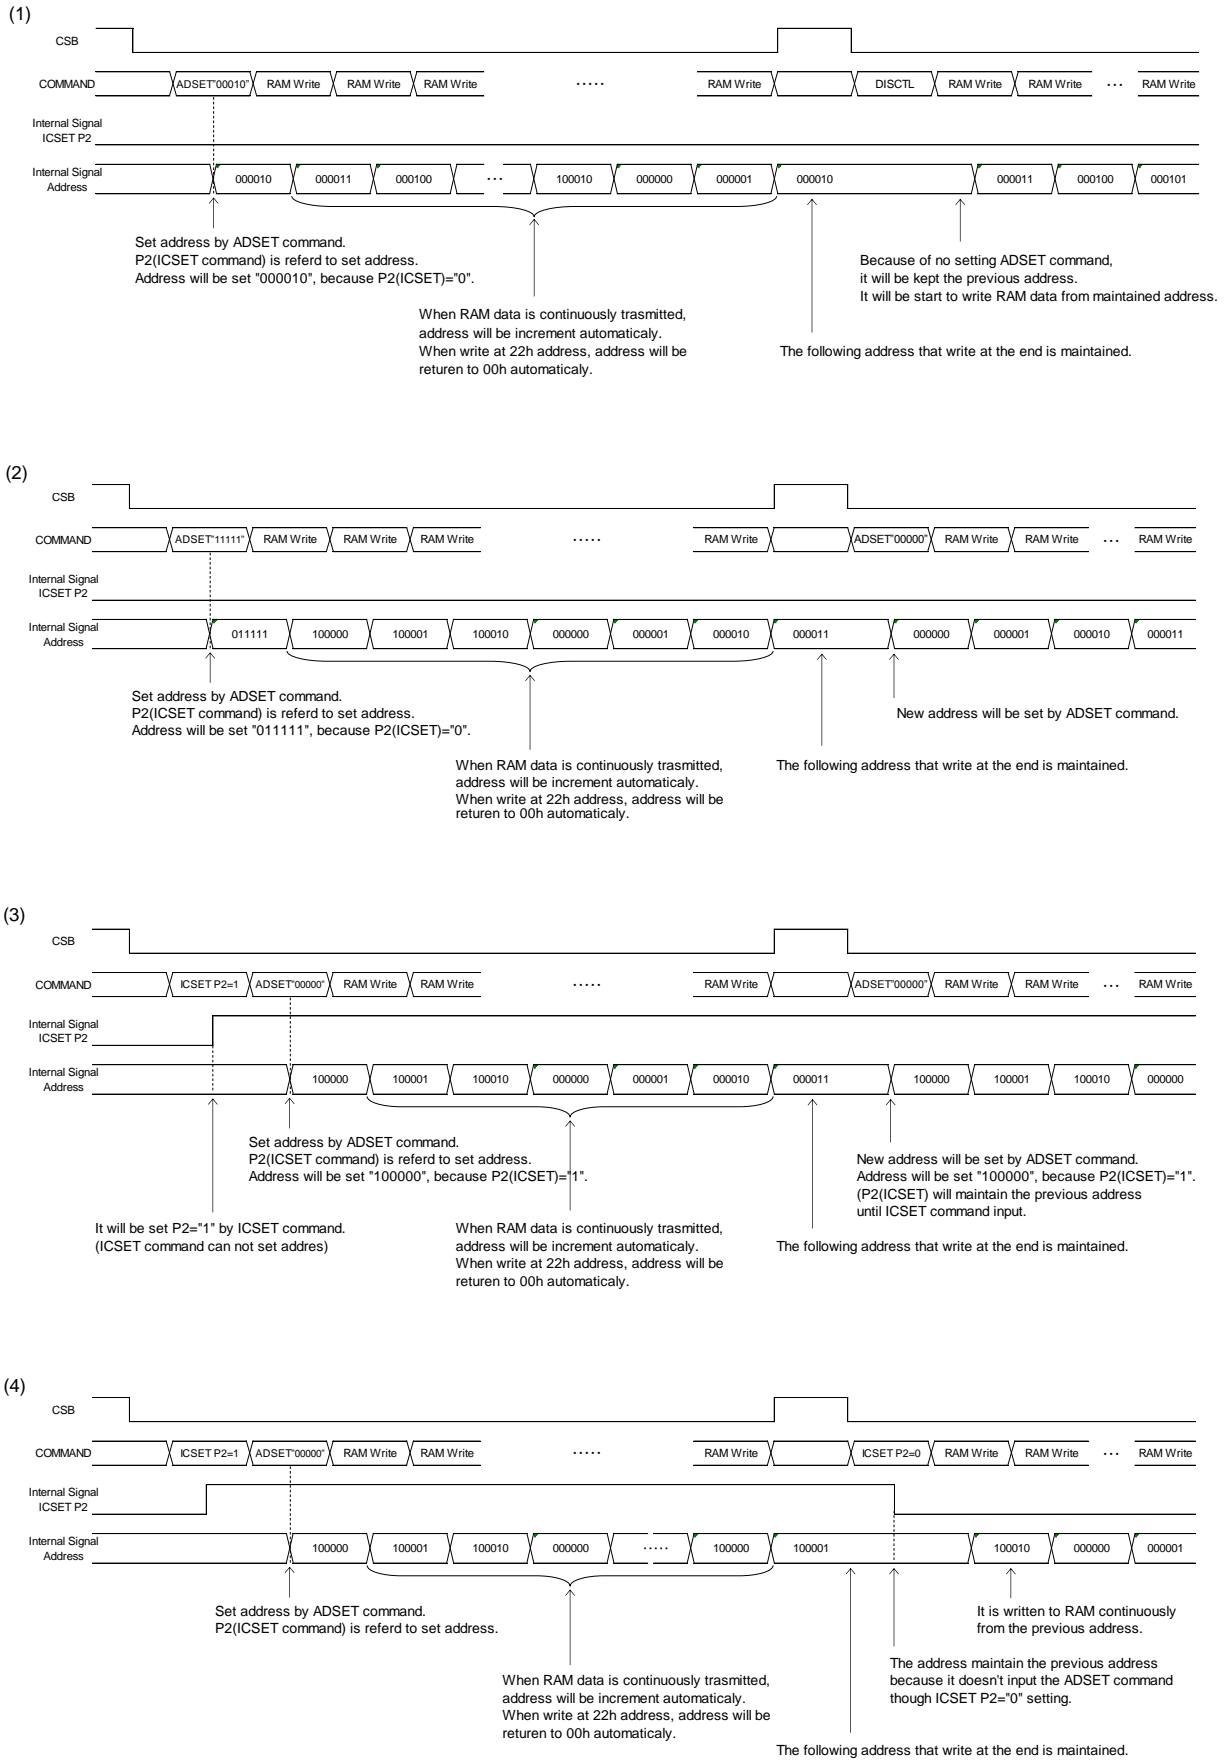 (1)
CSB
COMMAND ADSET"00010" RAM Write RAM Write RAM Write ····· RAM Write DISCTL RAM Write RAM Write ··· RAM Write
Internal Signal
ICSET P2
Internal Signal
Address
000010 000011 000100 ··· 100010 000000 000001 000010 000011 000100 000101
Set address by ADSET command.
P2(ICSET command) is referd to set address.
Address will be set "000010", because P2(ICSET)="0".
Because of no setting ADSET command,
it will be kept the previous address.
It will be start to write RAM data from maintained address.
When RAM data is continuously trasmitted,
address will be increment automaticaly.
When write at 22h address, address will be
returen to 00h automaticaly.
The following address that write at the end is maintained.
(2)
CSB
COMMAND ADSET"11111" RAM Write RAM Write RAM Write ····· RAM Write ADSET"00000" RAM Write RAM Write ··· RAM Write
Internal Signal
ICSET P2
Internal Signal
Address
011111 100000 100001 100010 000000 000001 000010 000011 000000 000001 000010 000011
Set address by ADSET command.
P2(ICSET command) is referd to set address.
Address will be set "011111", because P2(ICSET)="0".
New address will be set by ADSET command.
When RAM data is continuously trasmitted,
address will be increment automaticaly.
When write at 22h address, address will be
returen to 00h automaticaly.
The following address that write at the end is maintained.
(3)
CSB
COMMAND ICSET P2=1 ADSET"00000" RAM Write RAM Write ····· RAM Write ADSET"00000" RAM Write RAM Write ··· RAM Write
Internal Signal
ICSET P2
Internal Signal
Address
100000 100001 100010 000000 000001 000010 000011 100000 100001 100010 000000
Set address by ADSET command.
P2(ICSET command) is referd to set address.
Address will be set "100000", because P2(ICSET)="1".
New address will be set by ADSET command.
Address will be set "100000", because P2(ICSET)="1".
(P2(ICSET) will maintain the previous address
until ICSET command input.
It will be set P2="1" by ICSET command.
(ICSET command can not set addres)
When RAM data is continuously trasmitted,
address will be increment automaticaly.
When write at 22h address, address will be
returen to 00h automaticaly.
The following address that write at the end is maintained.
(4)
CSB
COMMAND ICSET P2=1 ADSET"00000" RAM Write RAM Write ····· RAM Write ICSET P2=0 RAM Write RAM Write ··· RAM Write
Internal Signal
ICSET P2
Internal Signal
Address
100000 100001 100010 000000 ····· 100000 100001 100010 000000 000001
Set address by ADSET command.
P2(ICSET command) is referd to set address.
It is written to RAM continuously
from the previous address.
The address maintain the previous address
because it doesn't input the ADSET command
though ICSET P2="0" setting.
When RAM data is continuously trasmitted,
address will be increment automaticaly.
When write at 22h address, address will be
returen to 00h automaticaly.
The following address that write at the end is maintained.